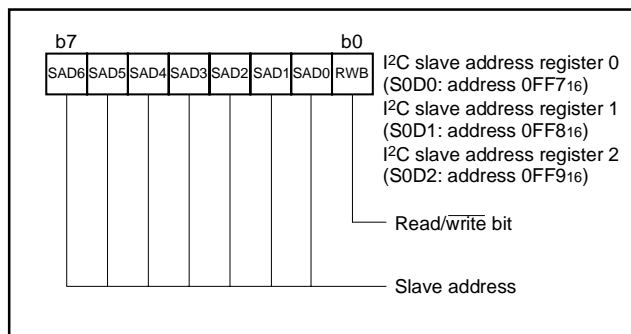 b7 b0
SAD6 SAD5 SAD4 SAD3 SAD2 SAD1 SAD0 RWB
I²C slave address register 0
(S0D0: address 0FF7₁₆)
I²C slave address register 1
(S0D1: address 0FF8₁₆)
I²C slave address register 2
(S0D2: address 0FF9₁₆)
Read/w̅r̅i̅t̅e̅ bit
Slave address